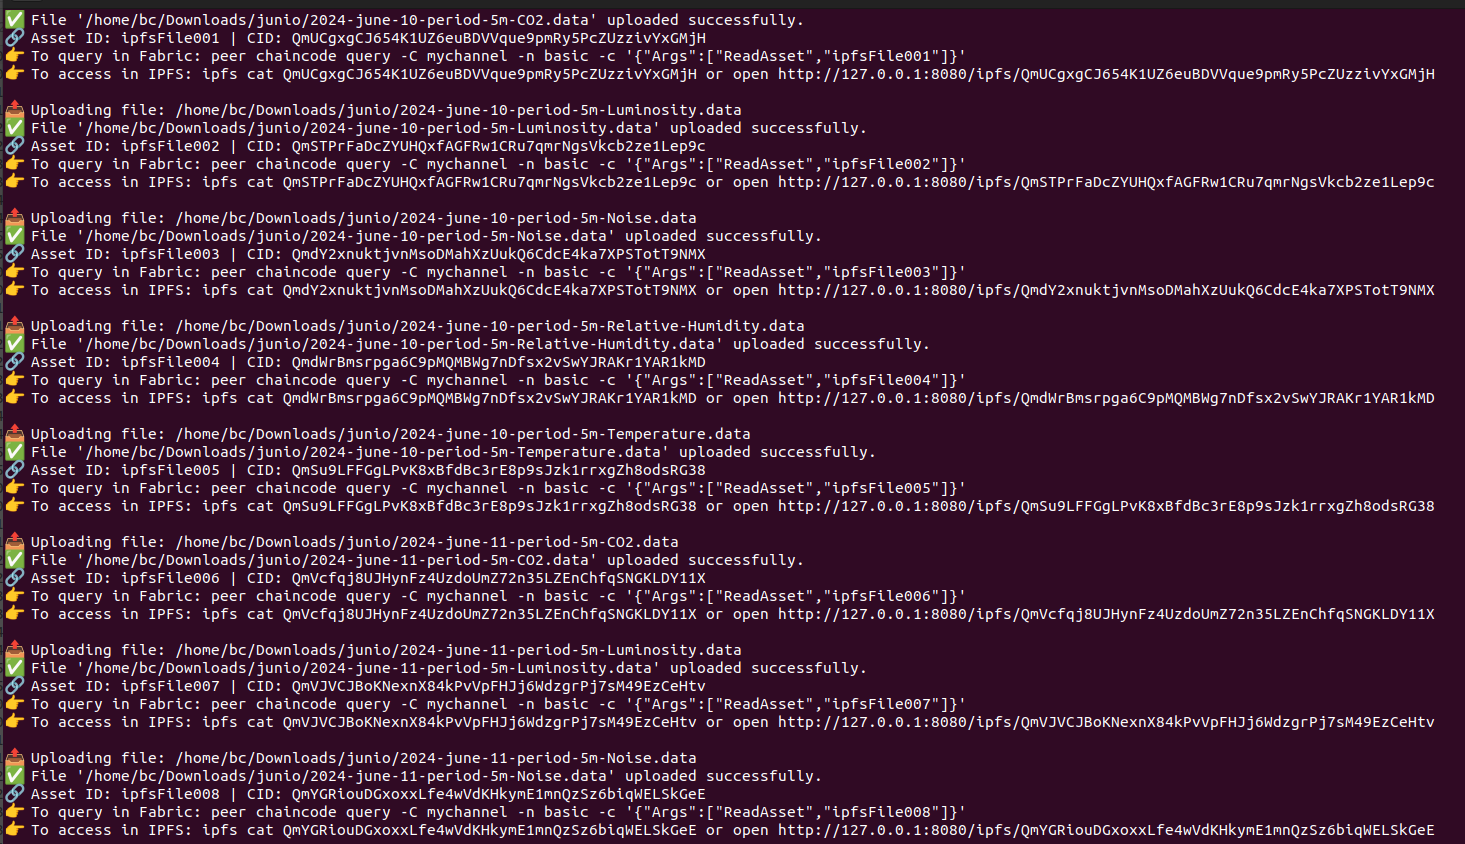 ✅ File '/home/bc/Downloads/junio/2024-june-10-period-5m-CO2.data' uploaded successfully.
🔗 Asset ID: ipfsFile001 | CID: QmUCgxgCJ654K1UZ6euBDVVque9pmRy5PcZUzzivYxGMjH
👉 To query in Fabric: peer chaincode query -C mychannel -n basic -c '{"Args":["ReadAsset","ipfsFile001"]}'
👉 To access in IPFS: ipfs cat QmUCgxgCJ654K1UZ6euBDVVque9pmRy5PcZUzzivYxGMjH or open http://127.0.0.1:8080/ipfs/QmUCgxgCJ654K1UZ6euBDVVque9pmRy5PcZUzzivYxGMjH

📤 Uploading file: /home/bc/Downloads/junio/2024-june-10-period-5m-Luminosity.data
✅ File '/home/bc/Downloads/junio/2024-june-10-period-5m-Luminosity.data' uploaded successfully.
🔗 Asset ID: ipfsFile002 | CID: QmSTPrFaDcZYUHQxfAGFRw1CRu7qmrNgsVkcb2ze1Lep9c
👉 To query in Fabric: peer chaincode query -C mychannel -n basic -c '{"Args":["ReadAsset","ipfsFile002"]}'
👉 To access in IPFS: ipfs cat QmSTPrFaDcZYUHQxfAGFRw1CRu7qmrNgsVkcb2ze1Lep9c or open http://127.0.0.1:8080/ipfs/QmSTPrFaDcZYUHQxfAGFRw1CRu7qmrNgsVkcb2ze1Lep9c

📤 Uploading file: /home/bc/Downloads/junio/2024-june-10-period-5m-Noise.data
✅ File '/home/bc/Downloads/junio/2024-june-10-period-5m-Noise.data' uploaded successfully.
🔗 Asset ID: ipfsFile003 | CID: QmdY2xnuktjvnMsoDMahXzUukQ6CdcE4ka7XPSTotT9NMX
👉 To query in Fabric: peer chaincode query -C mychannel -n basic -c '{"Args":["ReadAsset","ipfsFile003"]}'
👉 To access in IPFS: ipfs cat QmdY2xnuktjvnMsoDMahXzUukQ6CdcE4ka7XPSTotT9NMX or open http://127.0.0.1:8080/ipfs/QmdY2xnuktjvnMsoDMahXzUukQ6CdcE4ka7XPSTotT9NMX

📤 Uploading file: /home/bc/Downloads/junio/2024-june-10-period-5m-Relative-Humidity.data
✅ File '/home/bc/Downloads/junio/2024-june-10-period-5m-Relative-Humidity.data' uploaded successfully.
🔗 Asset ID: ipfsFile004 | CID: QmdWrBmsrpga6C9pMQMBWg7nDfsx2vSwYJRAKr1YAR1kMD
👉 To query in Fabric: peer chaincode query -C mychannel -n basic -c '{"Args":["ReadAsset","ipfsFile004"]}'
👉 To access in IPFS: ipfs cat QmdWrBmsrpga6C9pMQMBWg7nDfsx2vSwYJRAKr1YAR1kMD or open http://127.0.0.1:8080/ipfs/QmdWrBmsrpga6C9pMQMBWg7nDfsx2vSwYJRAKr1YAR1kMD

📤 Uploading file: /home/bc/Downloads/junio/2024-june-10-period-5m-Temperature.data
✅ File '/home/bc/Downloads/junio/2024-june-10-period-5m-Temperature.data' uploaded successfully.
🔗 Asset ID: ipfsFile005 | CID: QmSu9LFFGgLPvK8xBfdBc3rE8p9sJzk1rrxgZh8odsRG38
👉 To query in Fabric: peer chaincode query -C mychannel -n basic -c '{"Args":["ReadAsset","ipfsFile005"]}'
👉 To access in IPFS: ipfs cat QmSu9LFFGgLPvK8xBfdBc3rE8p9sJzk1rrxgZh8odsRG38 or open http://127.0.0.1:8080/ipfs/QmSu9LFFGgLPvK8xBfdBc3rE8p9sJzk1rrxgZh8odsRG38

📤 Uploading file: /home/bc/Downloads/junio/2024-june-11-period-5m-CO2.data
✅ File '/home/bc/Downloads/junio/2024-june-11-period-5m-CO2.data' uploaded successfully.
🔗 Asset ID: ipfsFile006 | CID: QmVcfqj8UJHynFz4UzdoUmZ72n35LZEnChfqSNGKLDY11X
👉 To query in Fabric: peer chaincode query -C mychannel -n basic -c '{"Args":["ReadAsset","ipfsFile006"]}'
👉 To access in IPFS: ipfs cat QmVcfqj8UJHynFz4UzdoUmZ72n35LZEnChfqSNGKLDY11X or open http://127.0.0.1:8080/ipfs/QmVcfqj8UJHynFz4UzdoUmZ72n35LZEnChfqSNGKLDY11X

📤 Uploading file: /home/bc/Downloads/junio/2024-june-11-period-5m-Luminosity.data
✅ File '/home/bc/Downloads/junio/2024-june-11-period-5m-Luminosity.data' uploaded successfully.
🔗 Asset ID: ipfsFile007 | CID: QmVJVCJBoKNexnX84kPvVpFHJj6WdzgrPj7sM49EzCeHtv
👉 To query in Fabric: peer chaincode query -C mychannel -n basic -c '{"Args":["ReadAsset","ipfsFile007"]}'
👉 To access in IPFS: ipfs cat QmVJVCJBoKNexnX84kPvVpFHJj6WdzgrPj7sM49EzCeHtv or open http://127.0.0.1:8080/ipfs/QmVJVCJBoKNexnX84kPvVpFHJj6WdzgrPj7sM49EzCeHtv

📤 Uploading file: /home/bc/Downloads/junio/2024-june-11-period-5m-Noise.data
✅ File '/home/bc/Downloads/junio/2024-june-11-period-5m-Noise.data' uploaded successfully.
🔗 Asset ID: ipfsFile008 | CID: QmYGRiouDGxoxxLfe4wVdKHkymE1mnQzSz6biqWELSkGeE
👉 To query in Fabric: peer chaincode query -C mychannel -n basic -c '{"Args":["ReadAsset","ipfsFile008"]}'
👉 To access in IPFS: ipfs cat QmYGRiouDGxoxxLfe4wVdKHkymE1mnQzSz6biqWELSkGeE or open http://127.0.0.1:8080/ipfs/QmYGRiouDGxoxxLfe4wVdKHkymE1mnQzSz6biqWELSkGeE